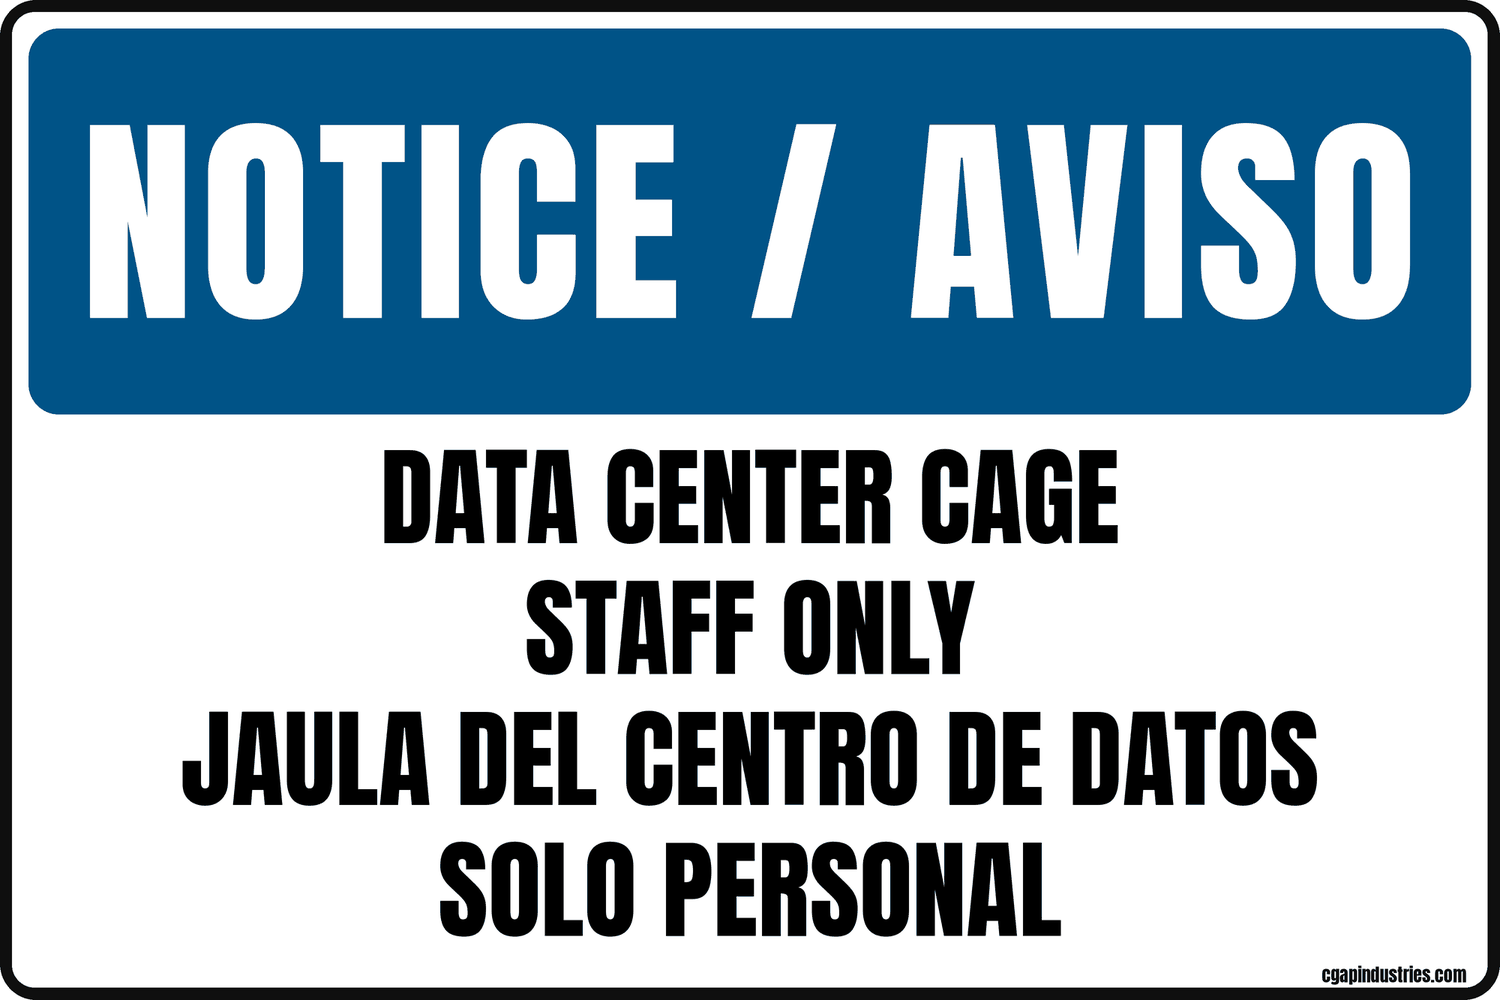 NOTICE / AVISO
DATA CENTER CAGE
STAFF ONLY
JAULA DEL CENTRO DE DATOS
SOLO PERSONAL
cgapindustries.com